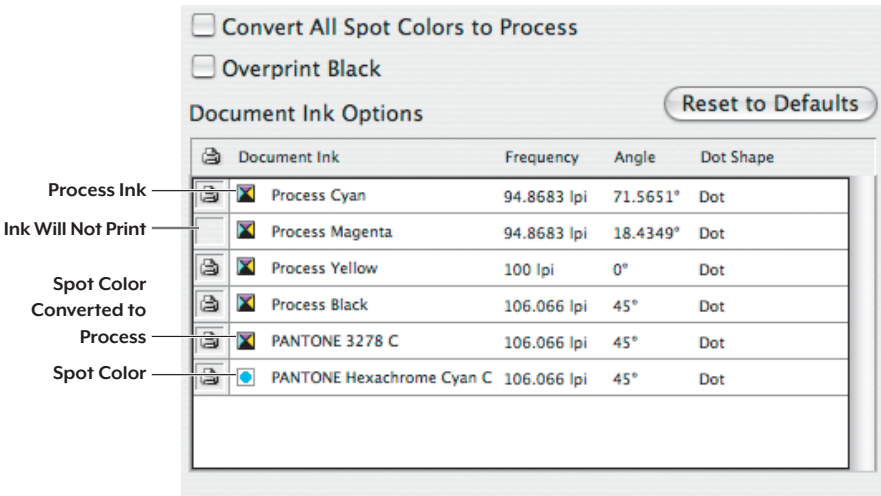 Convert All Spot Colors to Process
Overprint Black
Document Ink Options
Reset to Defaults
Document Ink Frequency Angle Dot Shape
Process Ink
Process Cyan 94.8683 lpi 71.5651° Dot
Ink Will Not Print
Process Magenta 94.8683 lpi 18.4349° Dot
Process Yellow 100 lpi 0° Dot
Spot Color
Converted to
Process
Process Black 106.066 lpi 45° Dot
PANTONE 3278 C 106.066 lpi 45° Dot
Spot Color
PANTONE Hexachrome Cyan C 106.066 lpi 45° Dot